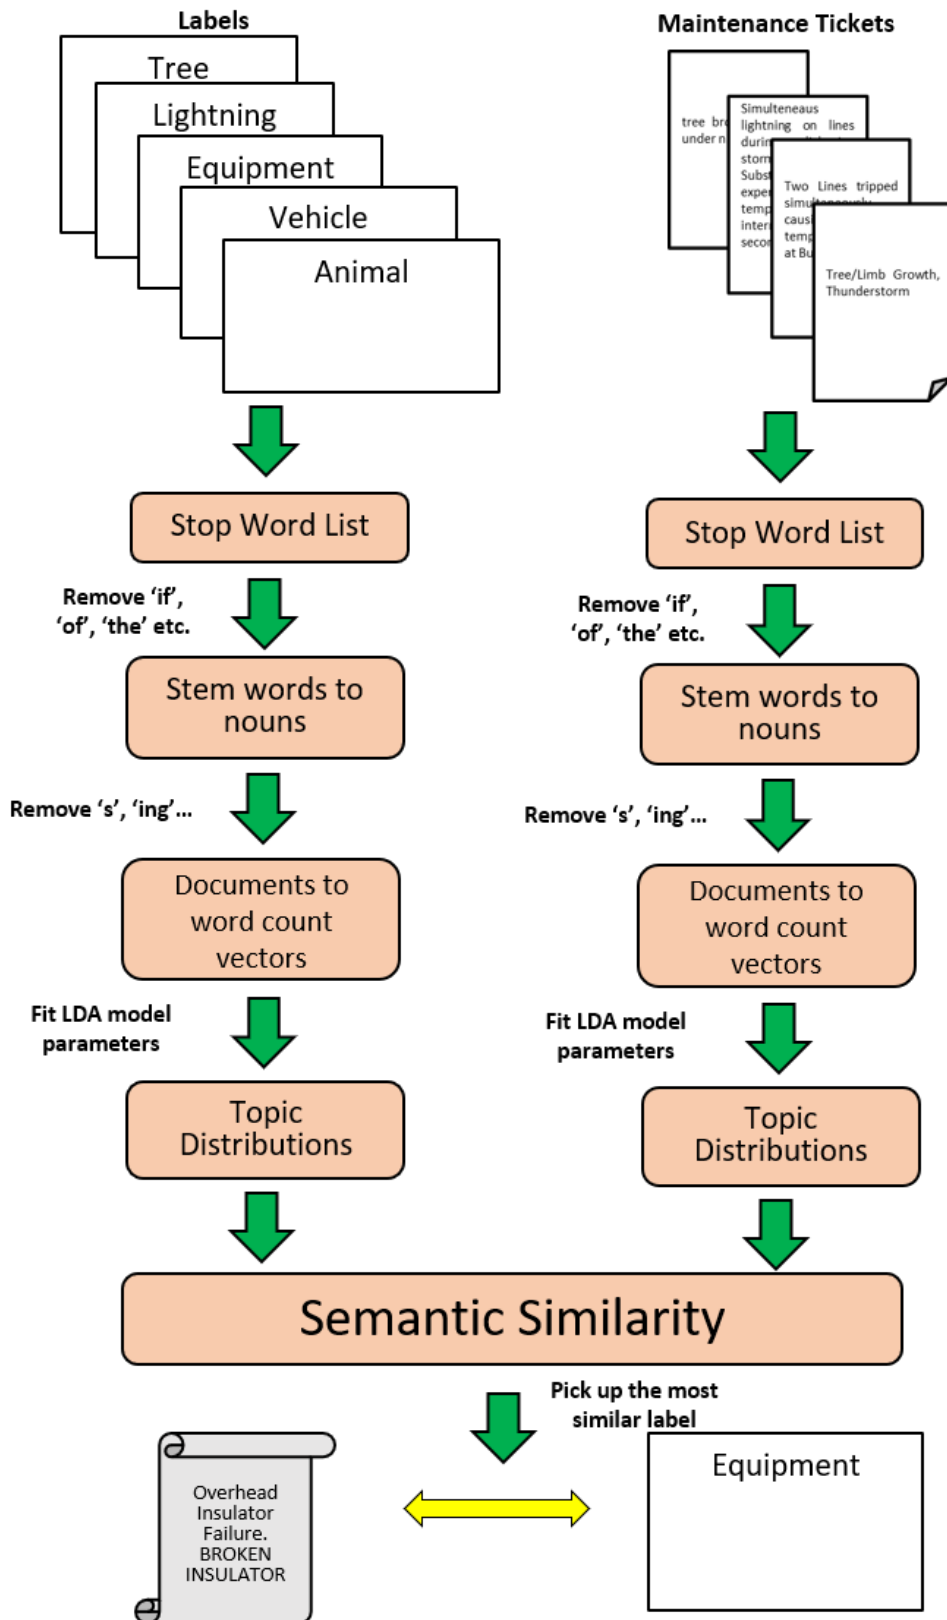 Labels
Tree
Lightning
Equipment
Vehicle
Animal
Maintenance Tickets
tree
under
Simulteneaus
lightning on lines
Two Lines tripped
at
Tree/Limb Growth,
Thunderstorm
Stop Word List
Remove ‘if’,
‘of’, ‘the’ etc.
Stem words to
nouns
Remove ‘s’, ‘ing’...
Documents to
word count
vectors
Fit LDA model
parameters
Topic
Distributions
Stop Word List
Remove ‘if’,
‘of’, ‘the’ etc.
Stem words to
nouns
Remove ‘s’, ‘ing’...
Documents to
word count
vectors
Fit LDA model
parameters
Topic
Distributions
Semantic Similarity
Pick up the most
similar label
Overhead
Insulator
Failure.
BROKEN
INSULATOR
Equipment